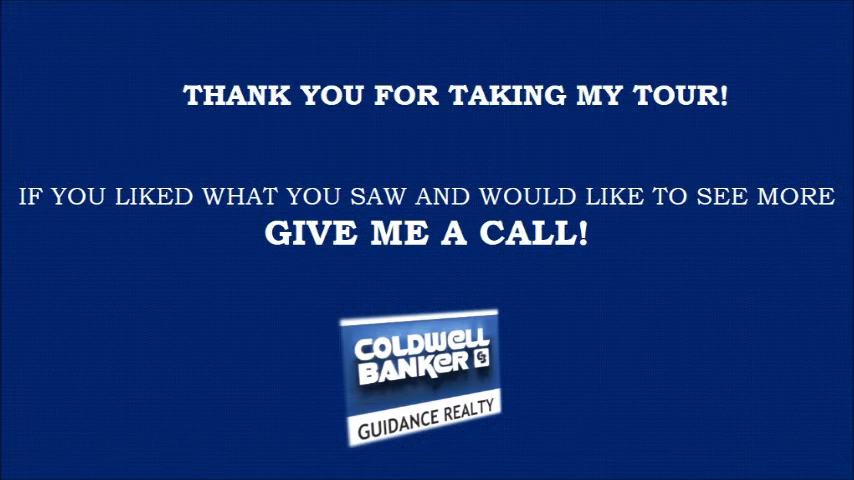 THANK YOU FOR TAKING MY TOUR!
IF YOU LIKED WHAT YOU SAW AND WOULD LIKE TO SEE MORE
GIVE ME A CALL!
COLDWELL
BANKER CB
GUIDANCE REALTY